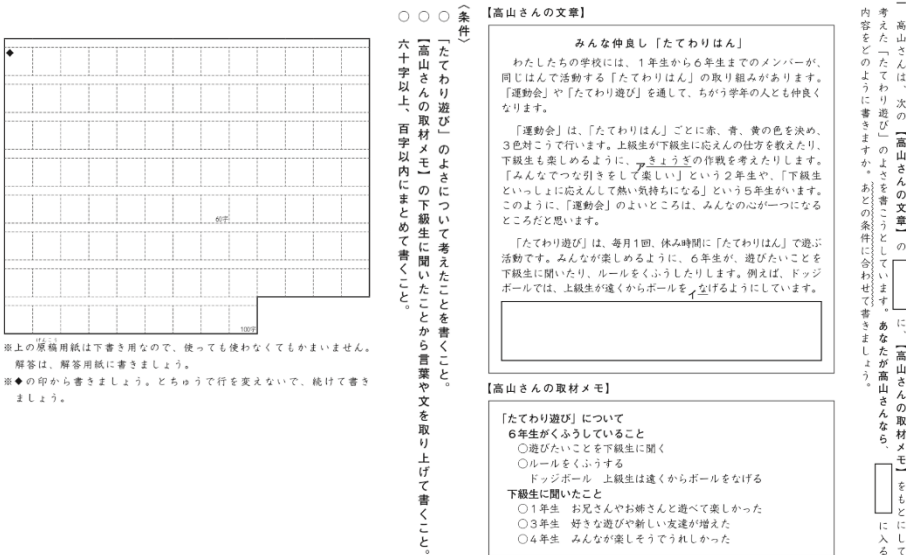 一 高山さんは、次の【高山さんの文章】の□に、【高山さんの取材メモ】をもとにして
考えた「たてわり遊び」のよさを書こうとしています。あなたが高山さんなら、□に入る
内容をどのように書きますか。あとの条件に合わせて書きましょう。
【高山さんの文章】
みんな仲良し「たてわりはん」
わたしたちの学校には、1年生から6年生までのメンバーが、
同じはんで活動する「たてわりはん」の取り組みがあります。
「運動会」や「たてわり遊び」を通して、ちがう学年の人とも仲良く
なります。
「運動会」は、「たてわりはん」ごとに赤、青、黄の色を決め、
3色対こうで行います。上級生が下級生に応えんの仕方を教えたり、
下級生も楽しめるように、アきょうぎの作戦を考えたりします。
「みんなでつな引きをして楽しい」という2年生や、「下級生
といっしょに応えんして熱い気持ちになる」という5年生がいます。
このように、「運動会」のよいところは、みんなの心が一つになる
ところだと思います。
「たてわり遊び」は、毎月1回、休み時間に「たてわりはん」で遊ぶ
活動です。みんなが楽しめるように、6年生が、遊びたいことを
下級生に聞いたり、ルールをくふうしたりします。例えば、ドッジ
ボールでは、上級生が遠くからボールをイなげるようにしています。
【高山さんの取材メモ】
「たてわり遊び」について
6年生がくふうしていること
○遊びたいことを下級生に聞く
○ルールをくふうする
ドッジボール 上級生は遠くからボールをなげる
下級生に聞いたこと
○1年生 お兄さんやお姉さんと遊べて楽しかった
○3年生 好きな遊びや新しい友達が増えた
○4年生 みんなが楽しそうでうれしかった
〈条件〉
○ 「たてわり遊び」のよさについて考えたことを書くこと。
○ 【高山さんの取材メモ】の下級生に聞いたことから言葉や文を取り上げて書くこと。
○ 六十字以上、百字以内にまとめて書くこと。
◆
60字
100字
げんこう
※上の原稿用紙は下書き用なので、使っても使わなくてもかまいません。
解答は、解答用紙に書きましょう。
※◆の印から書きましょう。とちゅうで行を変えないで、続けて書き
ましょう。